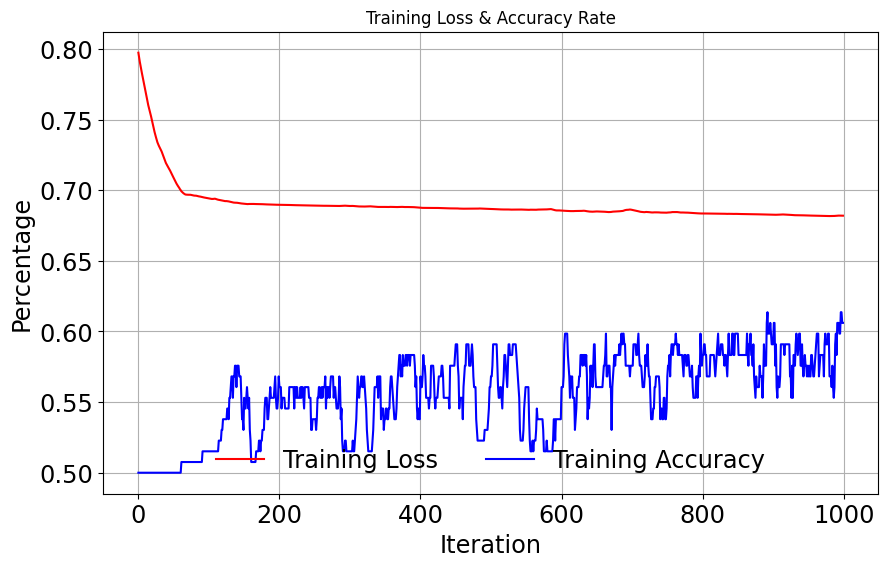 Training Loss & Accuracy Rate
0.80
0.75
0.70
0.65
0.60
0.55
0.50
Percentage
Training Loss Training Accuracy
0 200 400 600 800 1000
Iteration